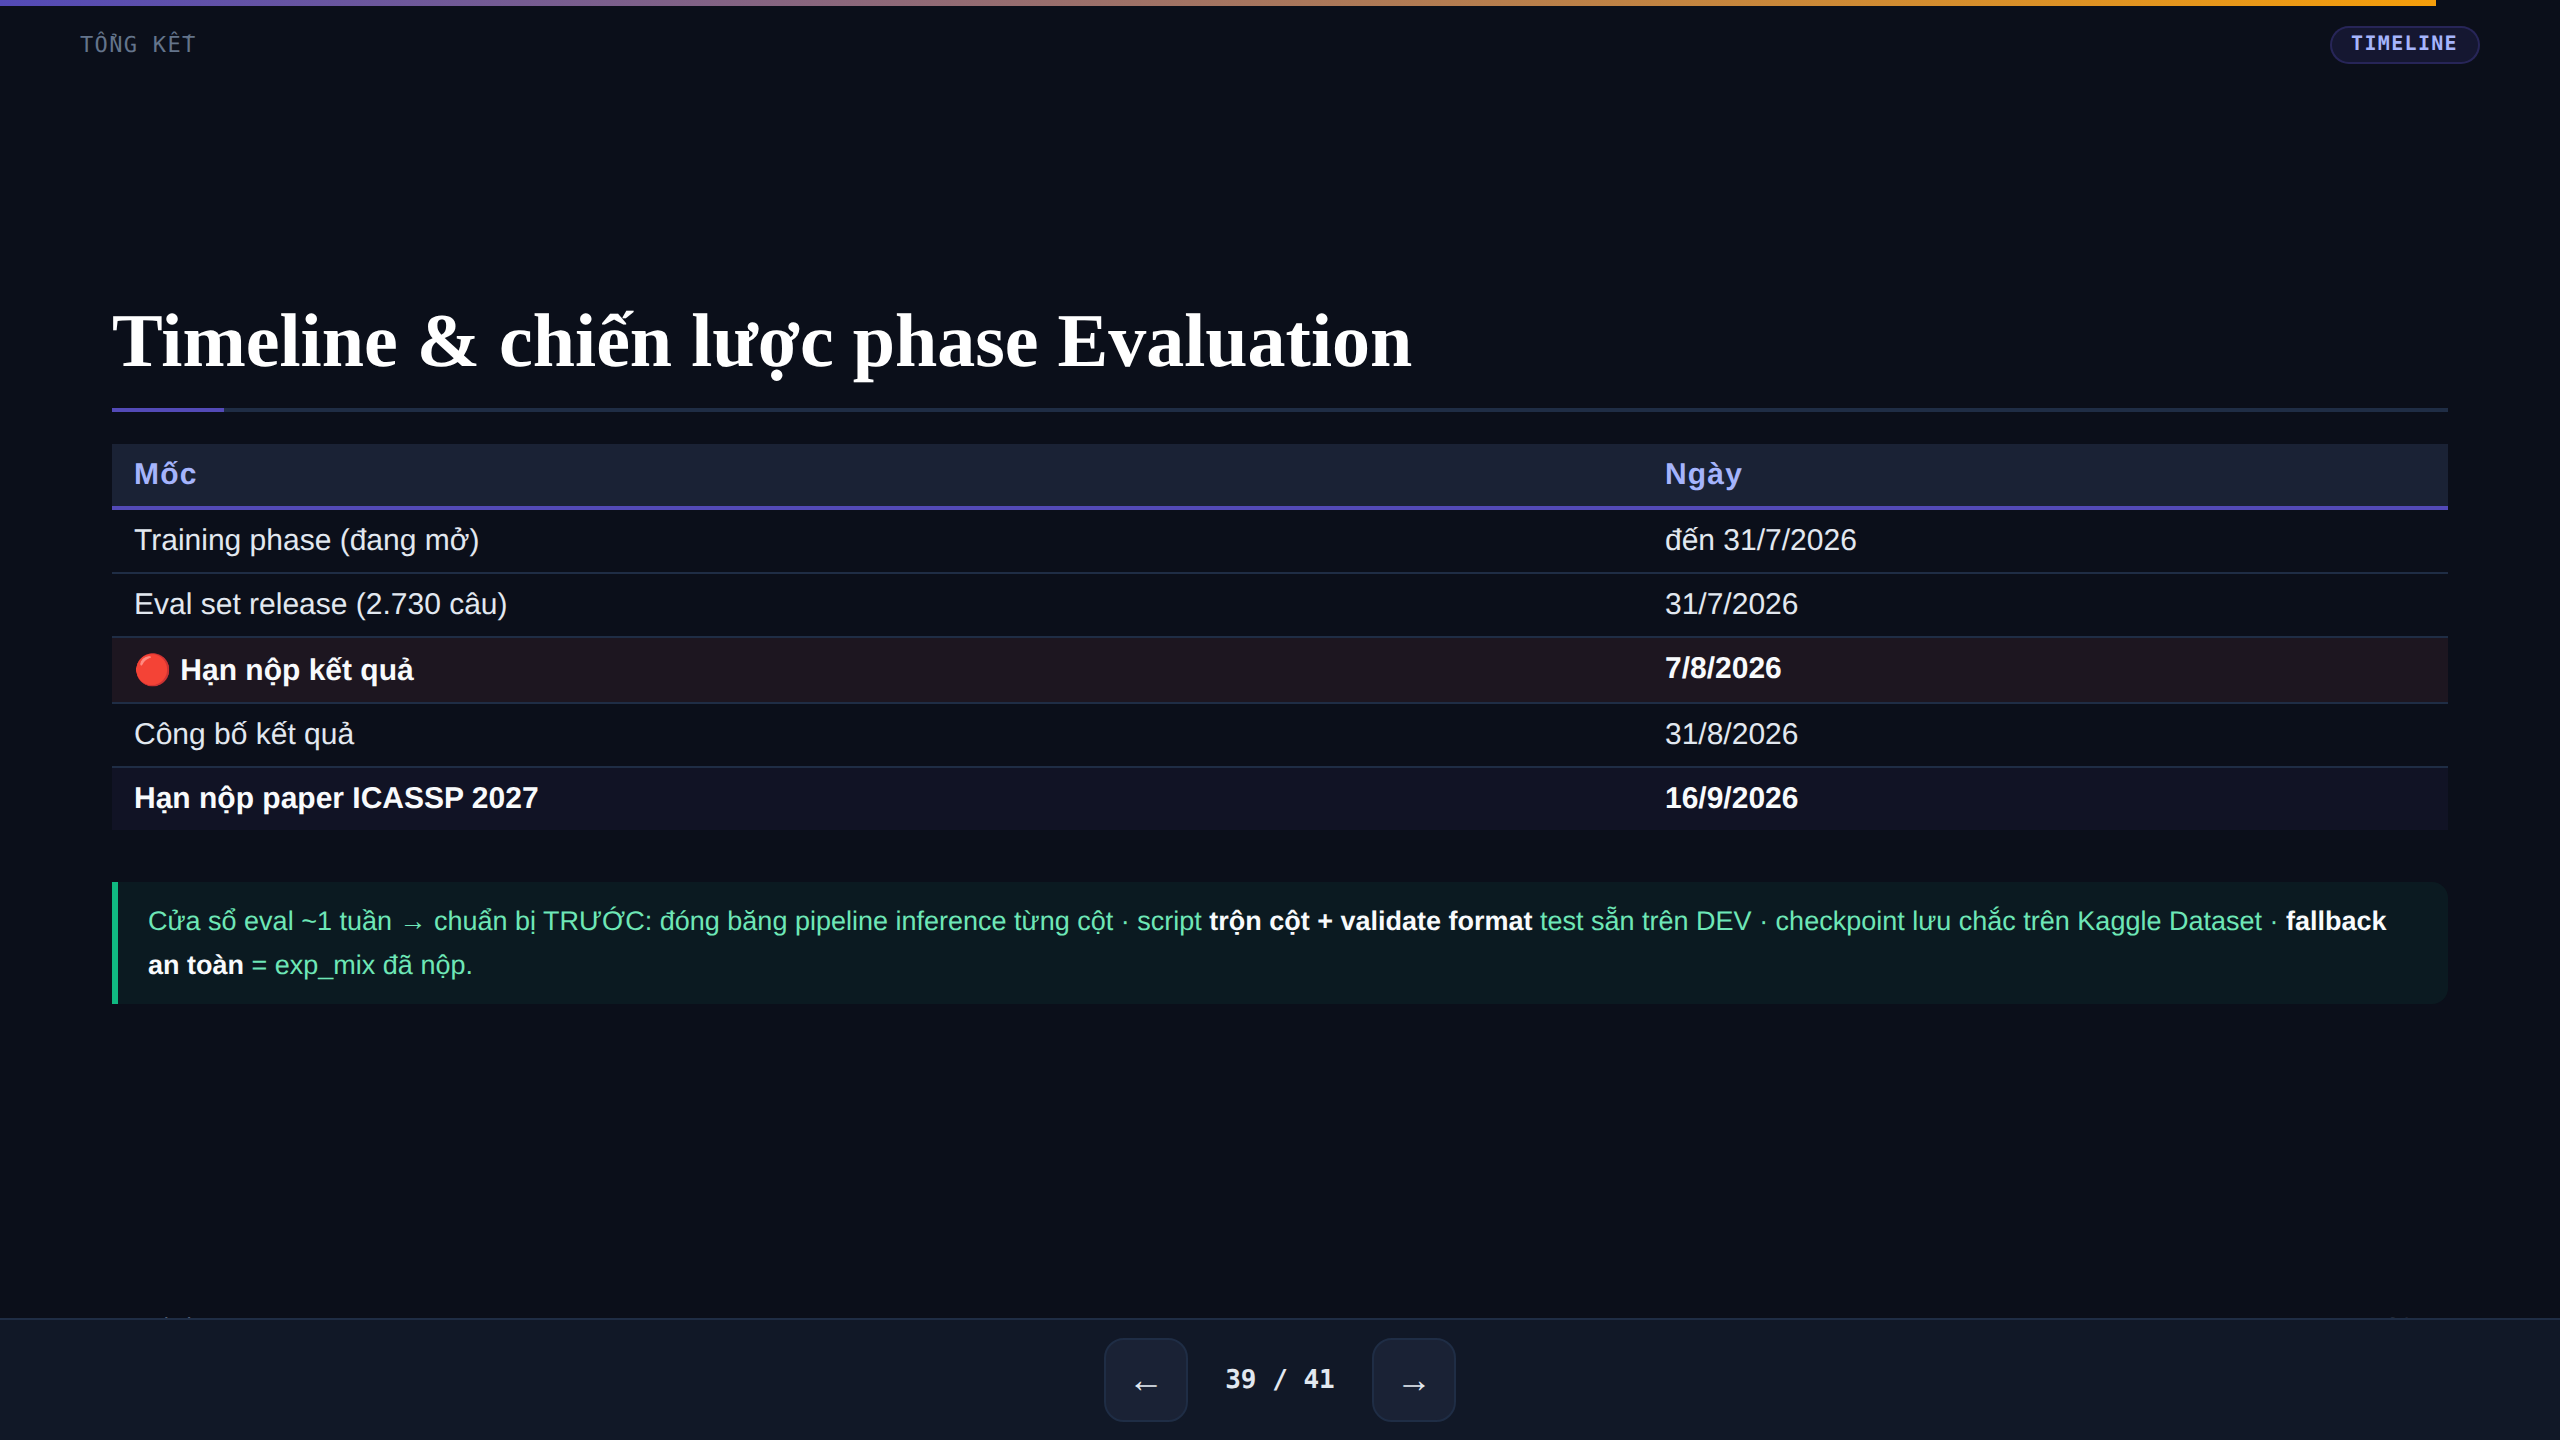 TỔNG KẾT
TIMELINE
Timeline & chiến lược phase Evaluation
Mốc Ngày
Training phase (đang mở) đến 31/7/2026
Eval set release (2.730 câu) 31/7/2026
🔴 Hạn nộp kết quả 7/8/2026
Công bố kết quả 31/8/2026
Hạn nộp paper ICASSP 2027 16/9/2026
Cửa sổ eval ~1 tuần → chuẩn bị TRƯỚC: đóng băng pipeline inference từng cột · script trộn cột + validate format test sẵn trên DEV · checkpoint lưu chắc trên Kaggle Dataset · fallback
an toàn = exp_mix đã nộp.
← 39 / 41 →